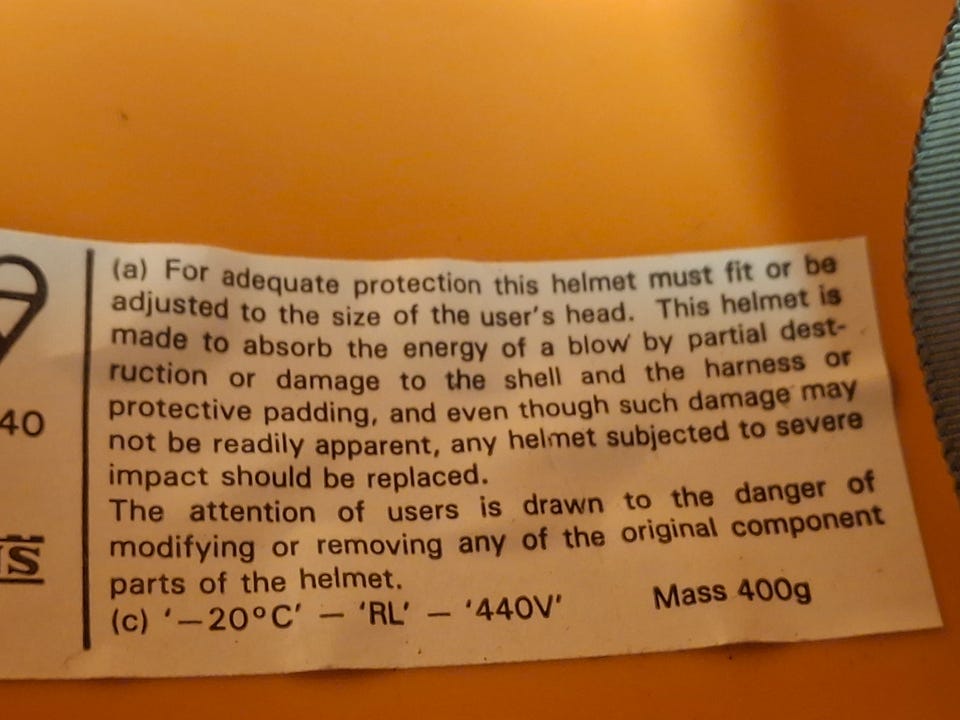 (a) For adequate protection this helmet must fit or be
adjusted to the size of the user's head. This helmet is
made to absorb the energy of a blow by partial dest-
ruction or damage to the shell and the harness or
protective padding, and even though such damage may
not be readily apparent, any helmet subjected to severe
impact should be replaced.
The attention of users is drawn to the danger of
modifying or removing any of the original component
parts of the helmet.
(c) '—20°C' — 'RL' — '440V' Mass 400g
40
S